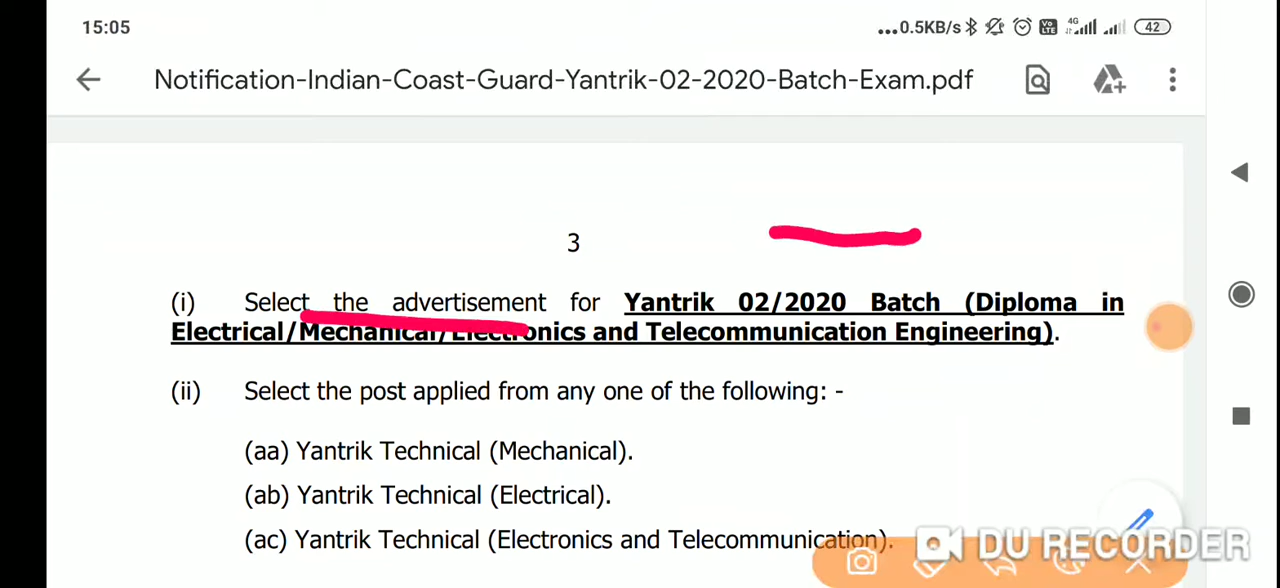 15:05
...0.5KB/s 4G Vo LTE 42
Notification-Indian-Coast-Guard-Yantrik-02-2020-Batch-Exam.pdf
3
(i) Select the advertisement for Yantrik 02/2020 Batch (Diploma in
Electrical/Mechanical/Electronics and Telecommunication Engineering).
(ii) Select the post applied from any one of the following: -
(aa) Yantrik Technical (Mechanical).
(ab) Yantrik Technical (Electrical).
(ac) Yantrik Technical (Electronics and Telecommunication).
DU RECORDER